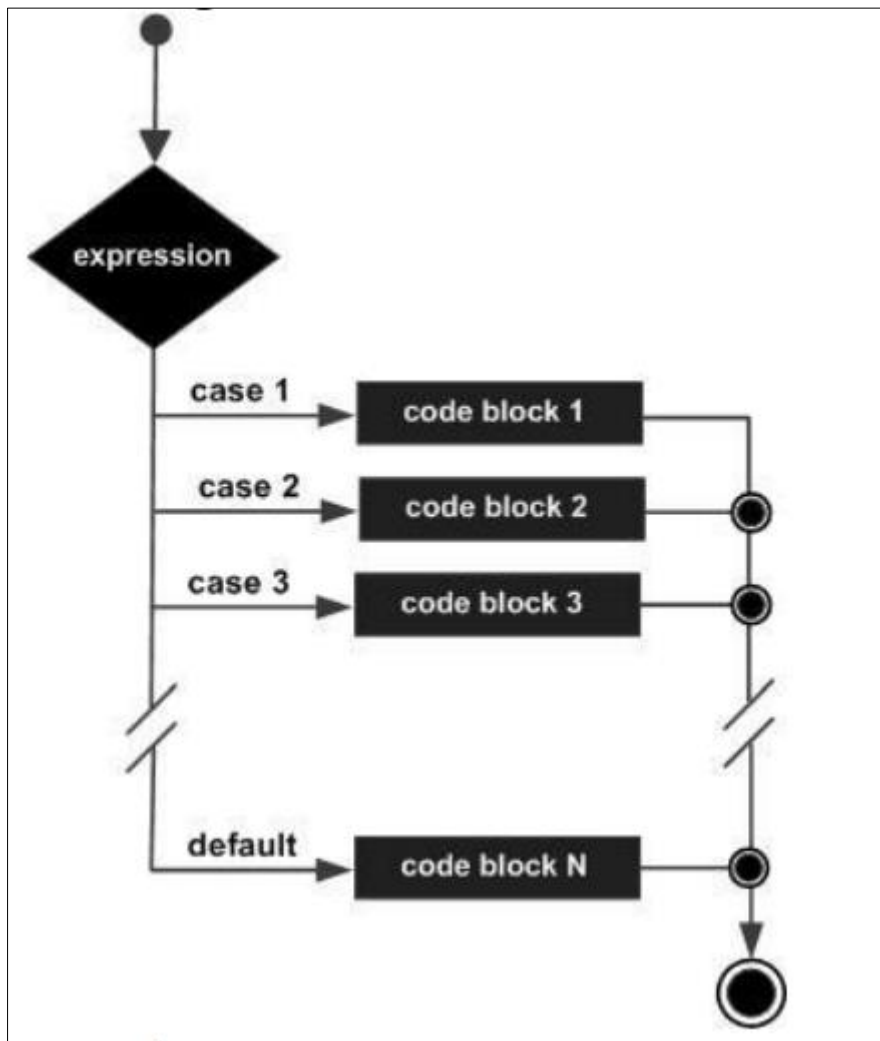 expression
case 1
code block 1
case 2
code block 2
case 3
code block 3
default
code block N